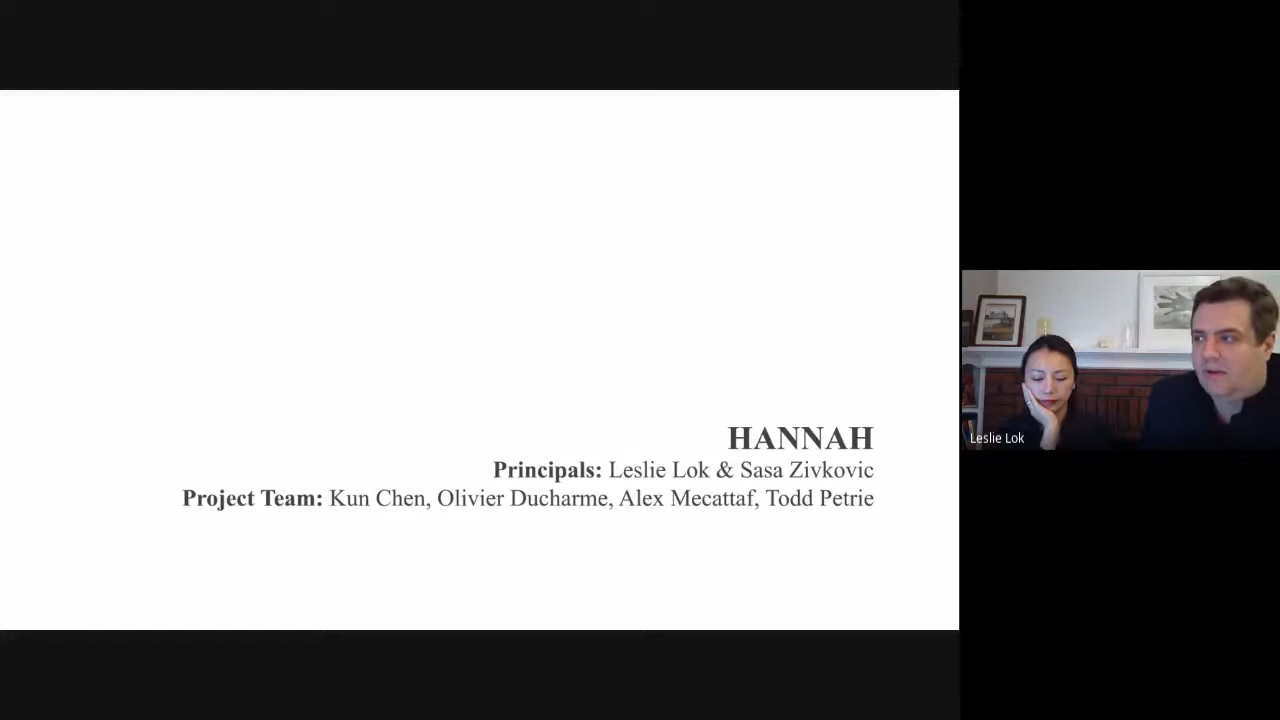 HANNAH
Principals: Leslie Lok & Sasa Zivkovic
Project Team: Kun Chen, Olivier Ducharme, Alex Mecattaf, Todd Petrie
Leslie Lok